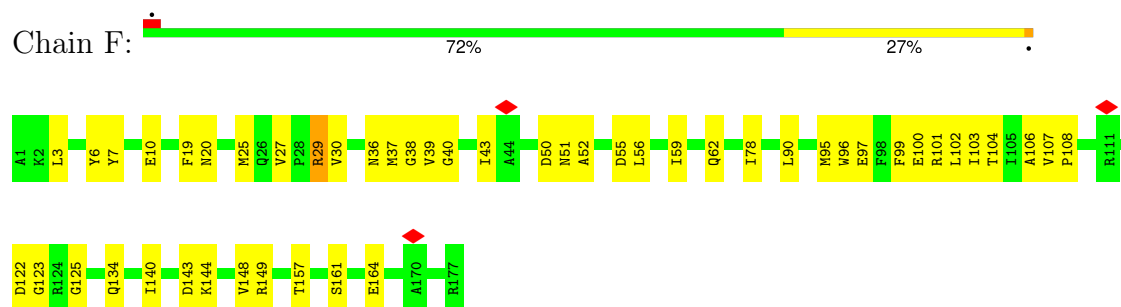 Chain F: • 72% 27% •
A1 K2 L3 Y6 Y7 E10 F19 N20 M25 Q26 V27 P28 R29 V30 N36 M37 G38 V39 G40 I43 A44 D50 N51 A52 D55 L56 I59 Q62 I78 L90 M95 W96 E97 F98 F99 E100 R101 L102 I103 T104 I105 A106 V107 P108 R111
D122 G123 R124 G125 Q134 I140 D143 K144 V148 R149 T157 S161 E164 A170 R177